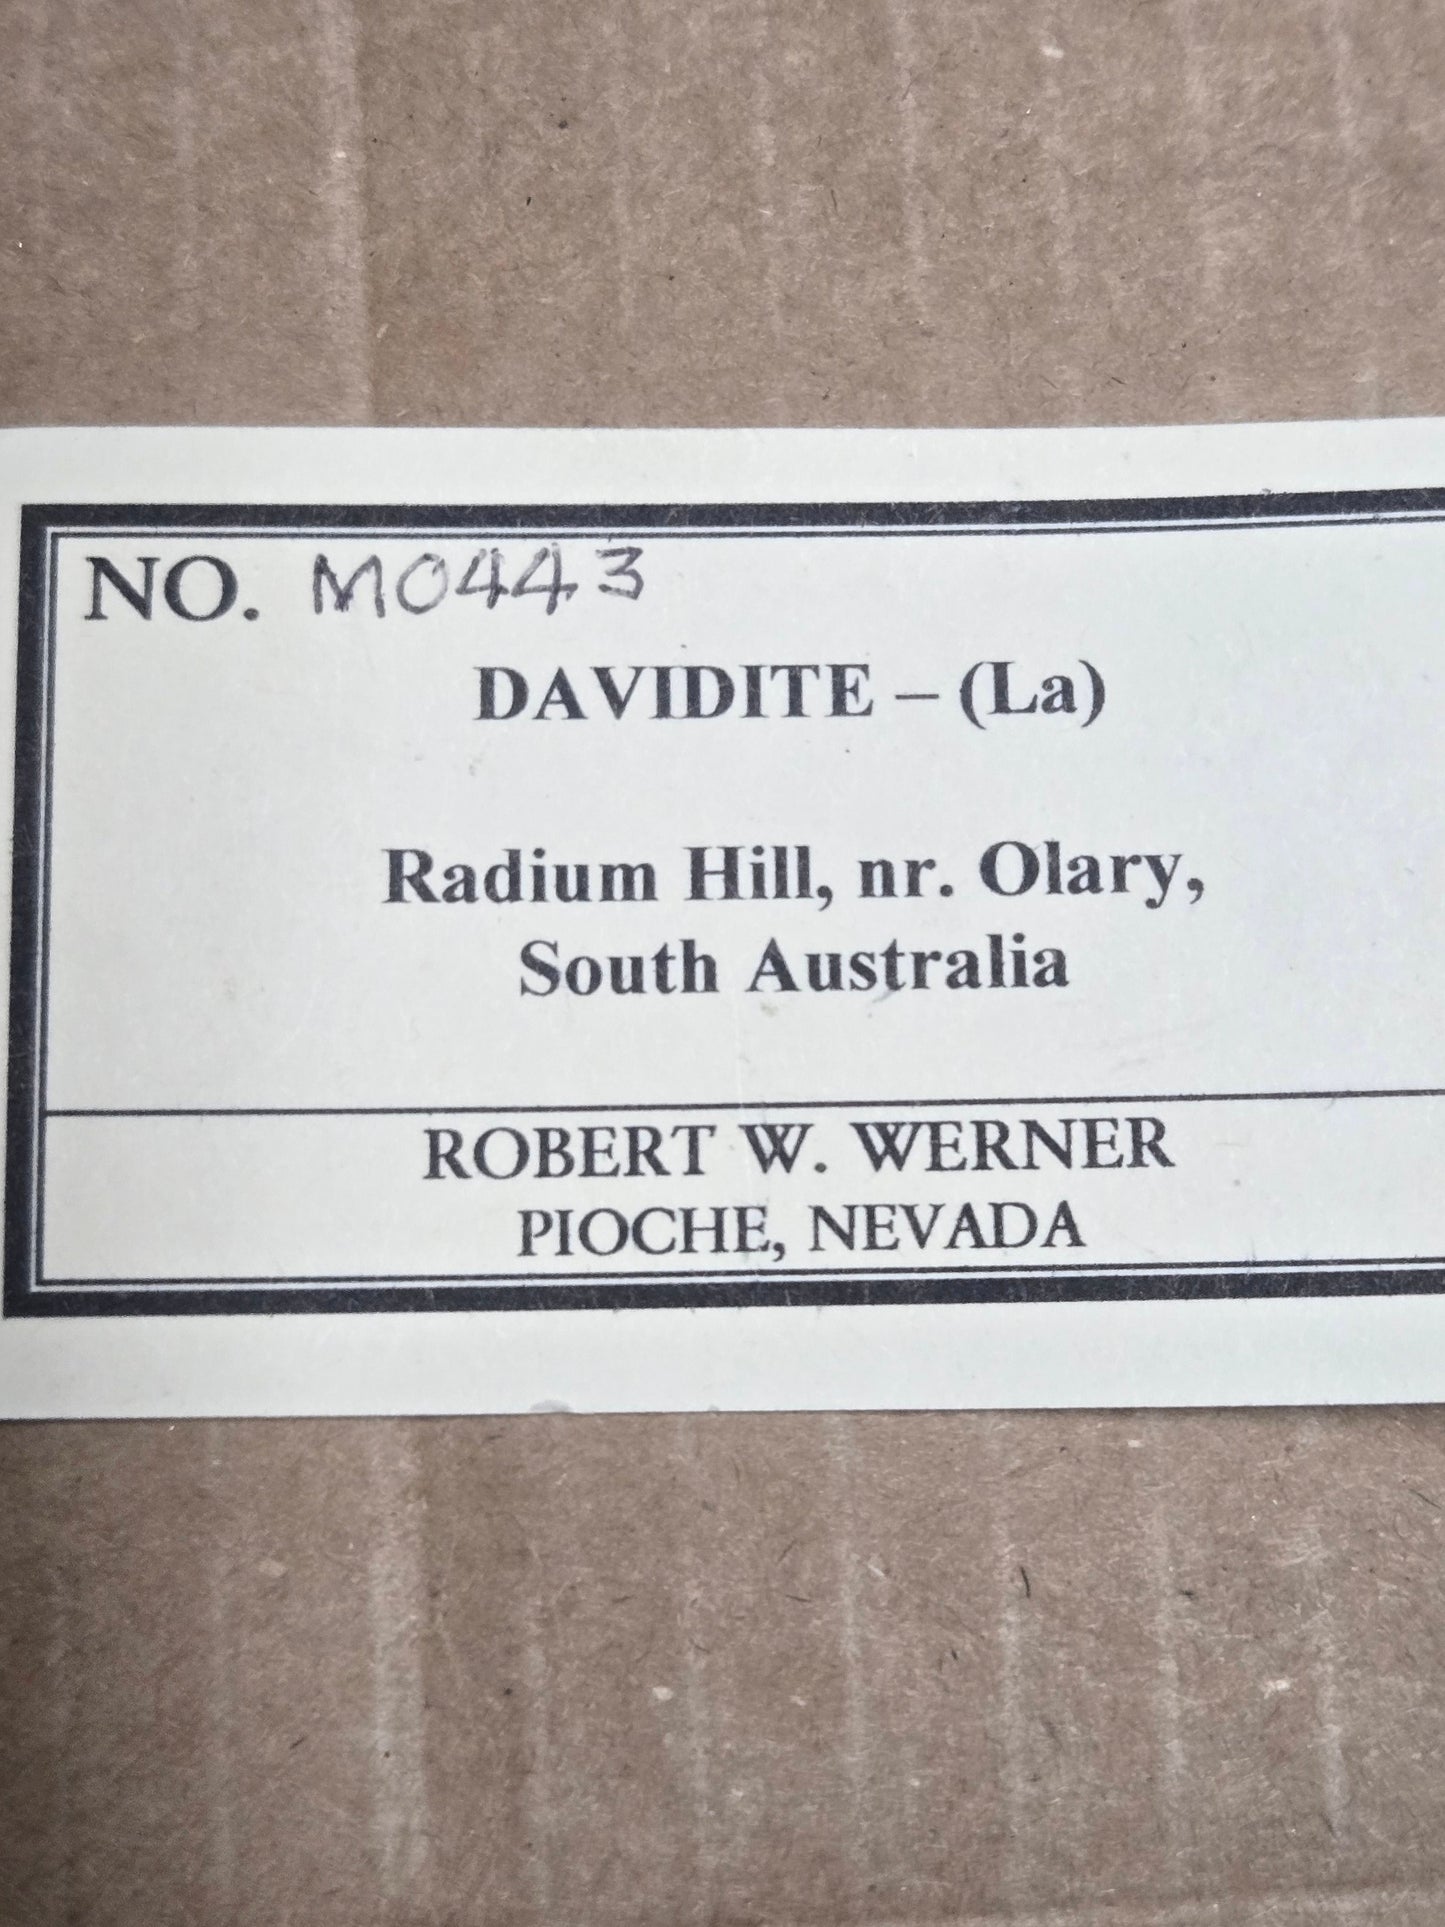 NO. M0443
DAVIDITE – (La)
Radium Hill, nr. Olary,
South Australia
ROBERT W. WERNER
PIOCHE, NEVADA